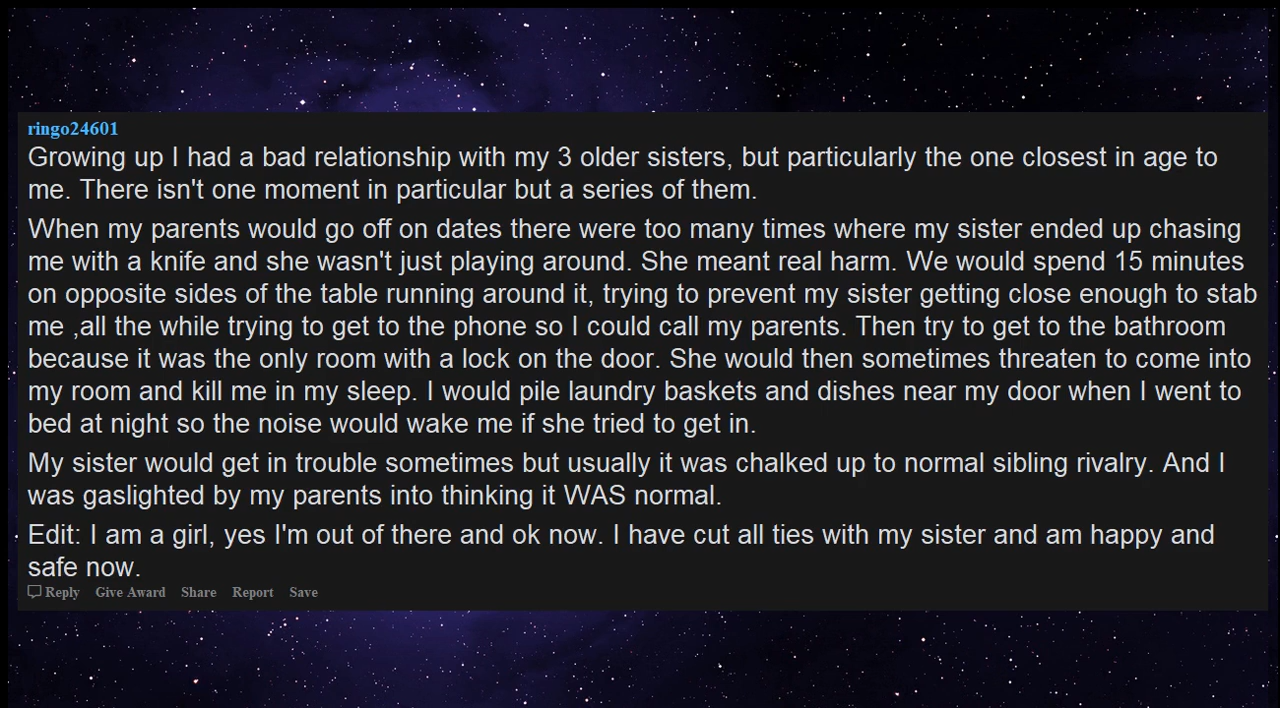 ringo24601
Growing up I had a bad relationship with my 3 older sisters, but particularly the one closest in age to
me. There isn't one moment in particular but a series of them.
When my parents would go off on dates there were too many times where my sister ended up chasing
me with a knife and she wasn't just playing around. She meant real harm. We would spend 15 minutes
on opposite sides of the table running around it, trying to prevent my sister getting close enough to stab
me ,all the while trying to get to the phone so I could call my parents. Then try to get to the bathroom
because it was the only room with a lock on the door. She would then sometimes threaten to come into
my room and kill me in my sleep. I would pile laundry baskets and dishes near my door when I went to
bed at night so the noise would wake me if she tried to get in.
My sister would get in trouble sometimes but usually it was chalked up to normal sibling rivalry. And I
was gaslighted by my parents into thinking it WAS normal.
Edit: I am a girl, yes I'm out of there and ok now. I have cut all ties with my sister and am happy and
safe now.
Reply Give Award Share Report Save